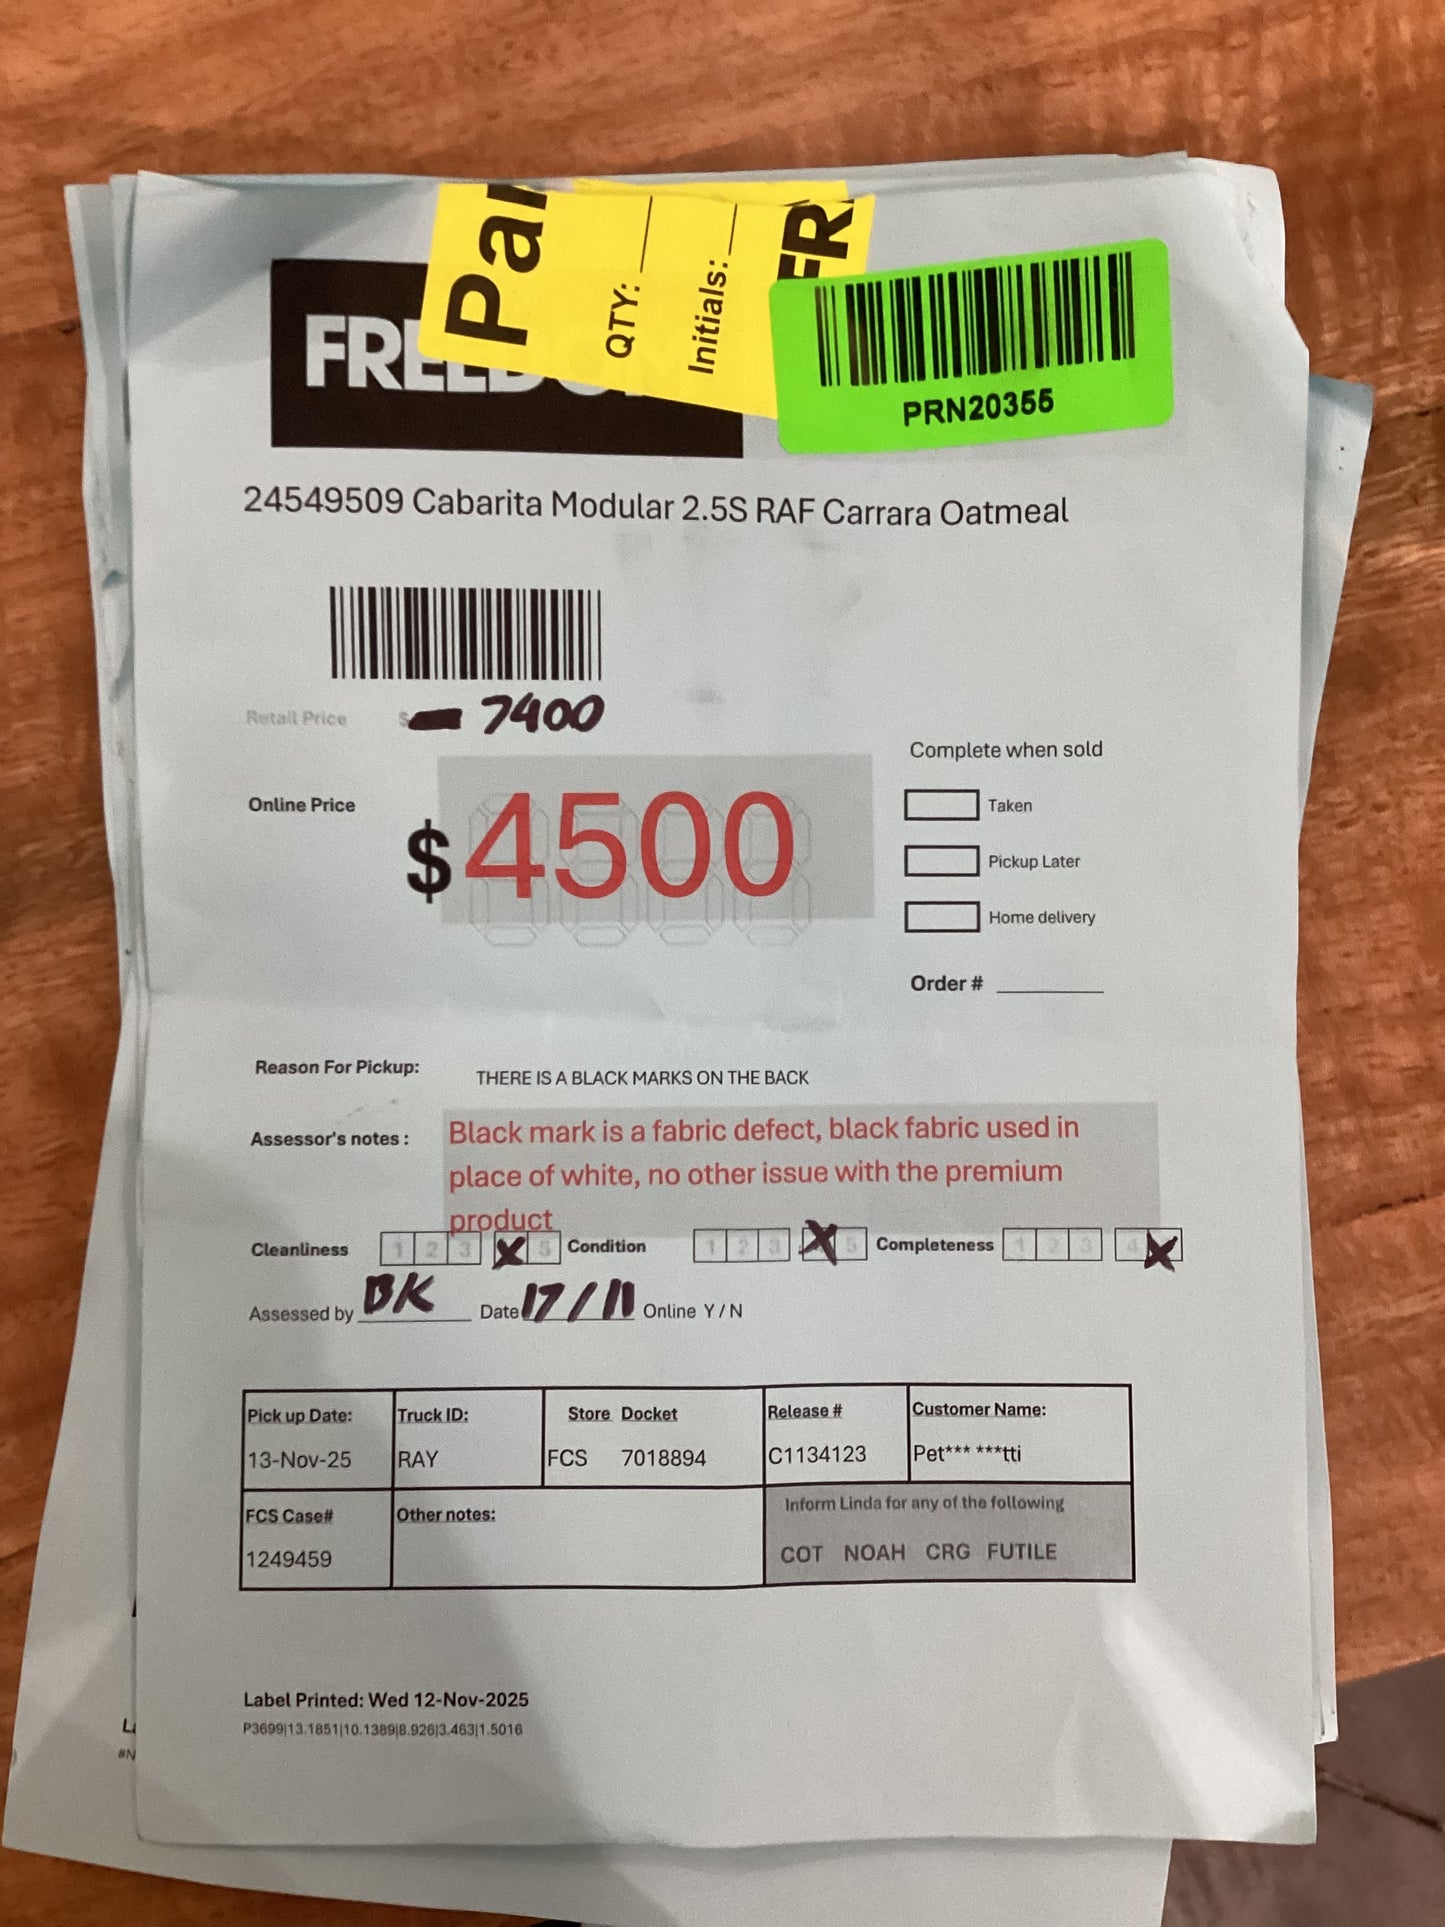 Par
QTY:
Initials:
FR
FREEDOM
PRN20355
24549509 Cabarita Modular 2.5S RAF Carrara Oatmeal
Retail Price $ 7400
Online Price $4500
Complete when sold
Taken
Pickup Later
Home delivery
Order #
Reason For Pickup: THERE IS A BLACK MARKS ON THE BACK
Assessor's notes : Black mark is a fabric defect, black fabric used in
place of white, no other issue with the premium
product
Cleanliness 1 2 3 X 5 Condition 1 2 3 X 5 Completeness 1 2 3 4 X
Assessed by BK Date 17/11 Online Y / N
Pick up Date: Truck ID: Store Docket Release # Customer Name:
13-Nov-25 RAY FCS 7018894 C1134123 Pet*** ***tti
FCS Case# Other notes: Inform Linda for any of the following
1249459 COT NOAH CRG FUTILE
Label Printed: Wed 12-Nov-2025
P3699|13.1851|10.1389|8.926|3.463|1.5016